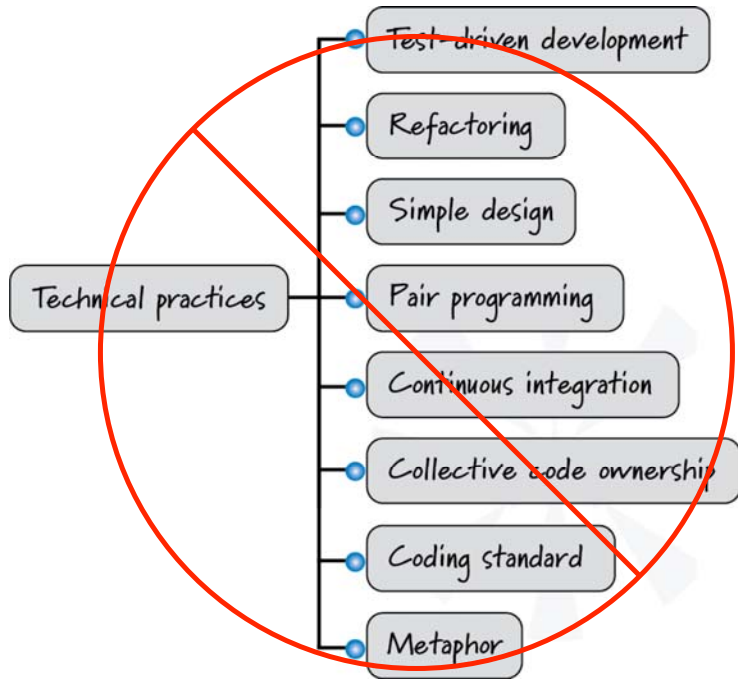 Test-driven development
Refactoring
Simple design
Technical practices
Pair programming
Continuous integration
Collective code ownership
Coding standard
Metaphor